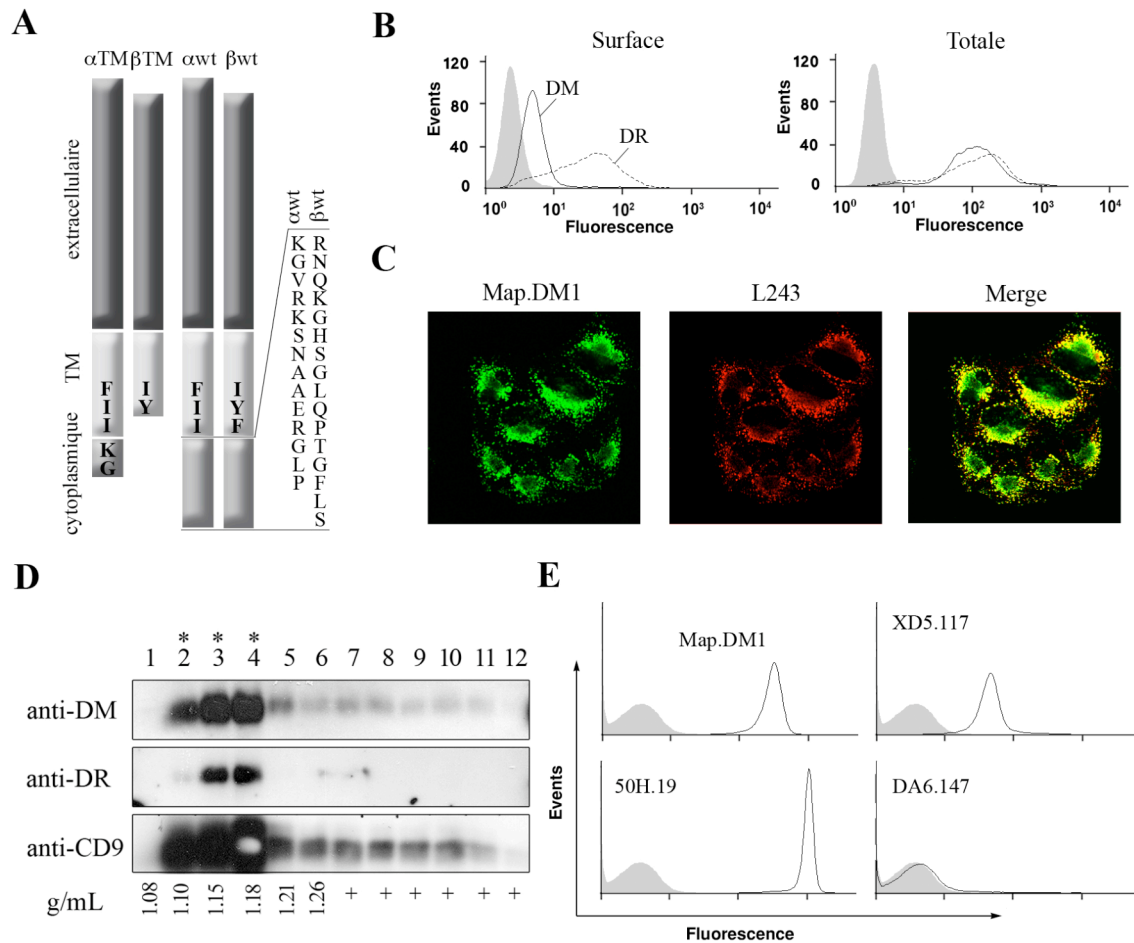 A
αTM βTM αwt βwt
extracellulaire
TM
cytoplasmique
F
I
I
K
G
I
Y
F
I
I
I
Y
F
αwt βwt
K R
G N
V Q
R K
K G
S H
N S
A G
A L
E Q
R P
G T
L G
P F
L
S
B
Surface
Events
120
80
40
0
DM
DR
10⁰ 10¹ 10² 10³ 10⁴
Fluorescence
Totale
Events
120
80
40
0
10⁰ 10¹ 10² 10³ 10⁴
Fluorescence
C
Map.DM1 L243 Merge
D
* * *
1 2 3 4 5 6 7 8 9 10 11 12
anti-DM
anti-DR
anti-CD9
g/mL 1.08 1.10 1.15 1.18 1.21 1.26 + + + + + +
E
Map.DM1
XD5.117
50H.19
DA6.147
Events
Fluorescence